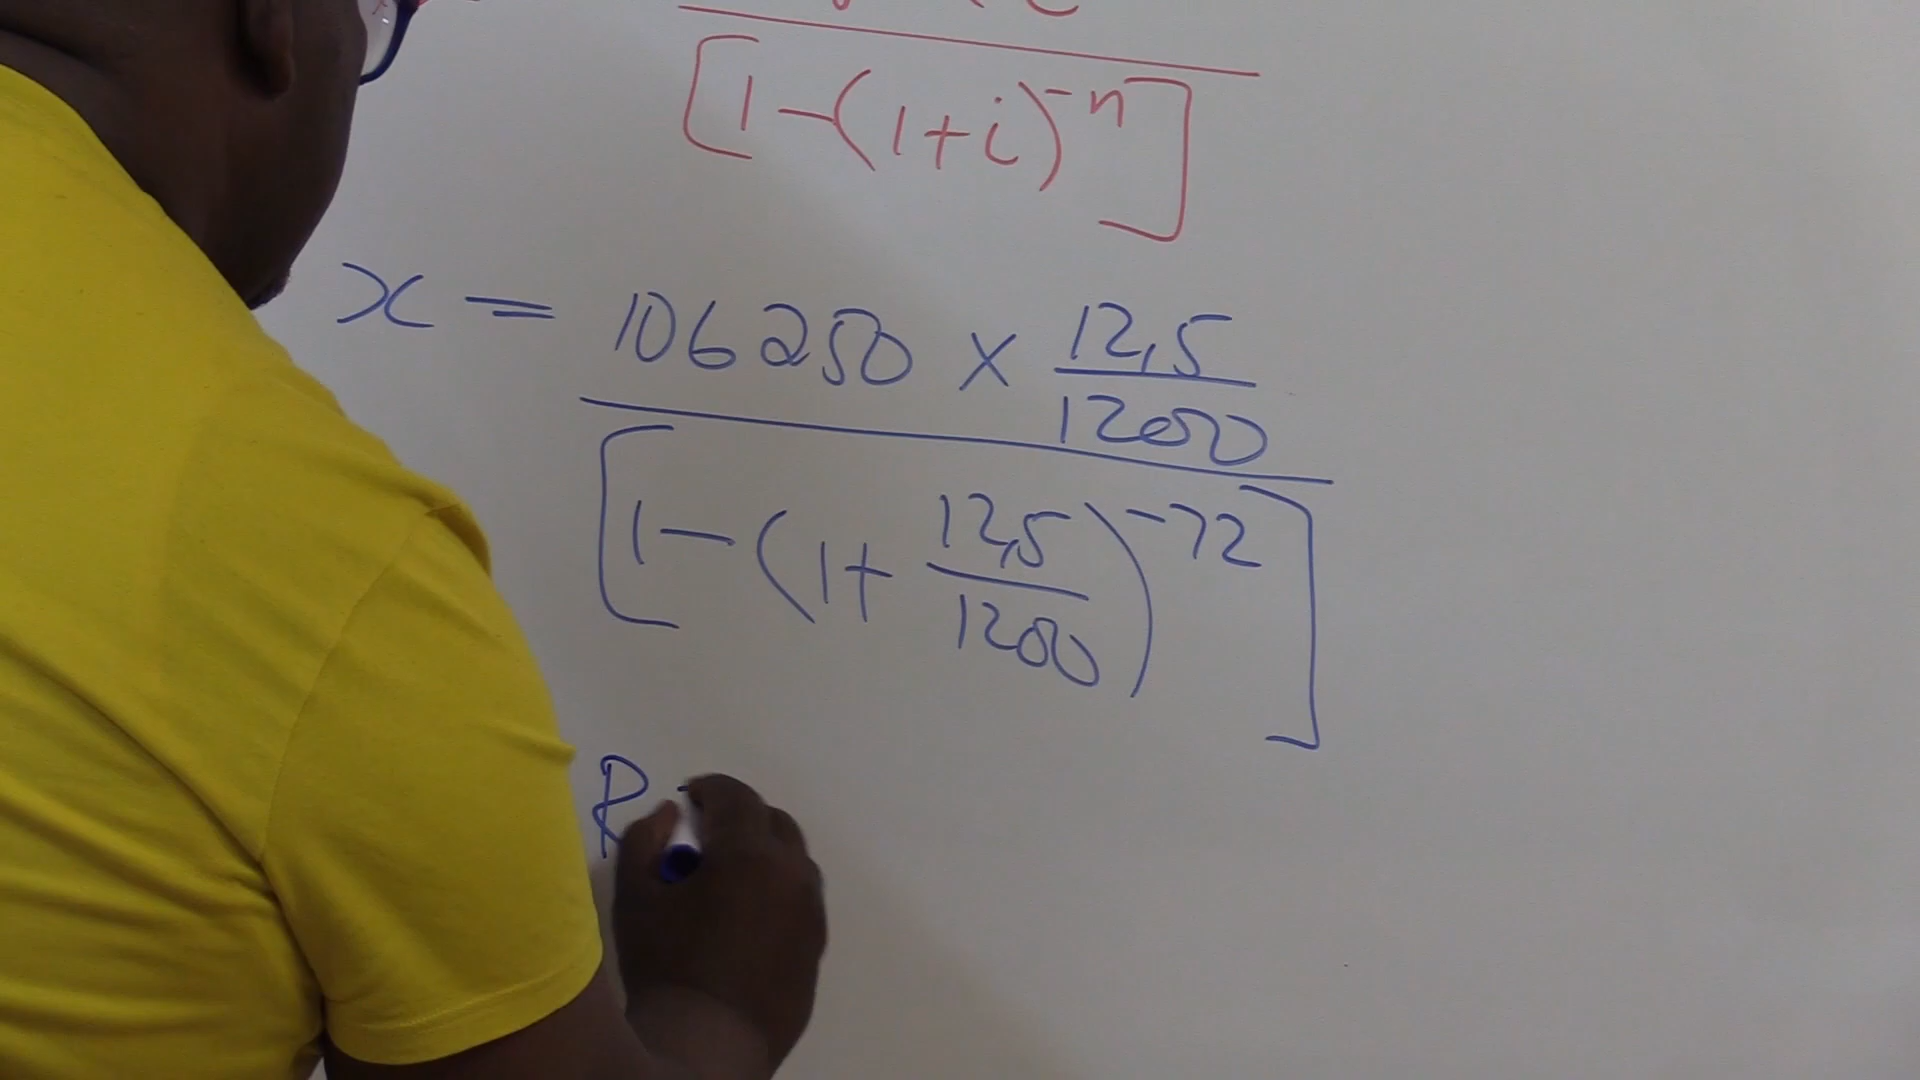 [1-(1+i)^-n]
x = 106250 × 12,5/1200
[1-(1+12,5/1200)^-72]
R